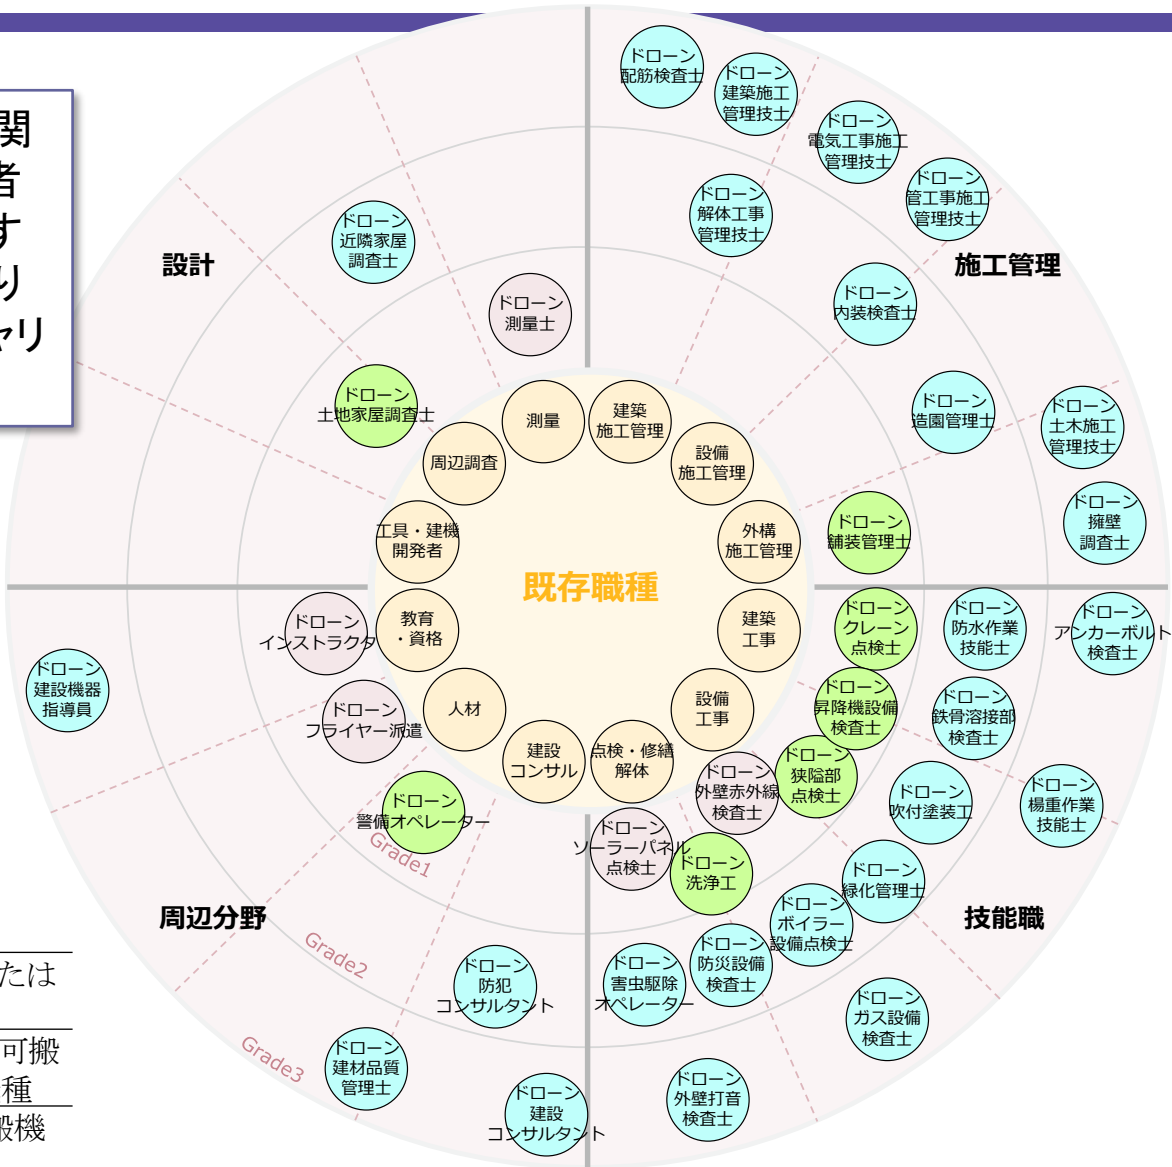 関
者
す
り
ャリ
設計
施工管理
周辺分野
技能職
既存職種
測量
建築
施工管理
設備
施工管理
外構
施工管理
建築
工事
設備
工事
点検・修繕
解体
建設
コンサル
人材
教育
・資格
工具・建機
開発者
周辺調査
ドローン
配筋検査士
ドローン
建築施工
管理技士
ドローン
電気工事施工
管理技士
ドローン
管工事施工
管理技士
ドローン
解体工事
管理技士
ドローン
内装検査士
ドローン
造園管理士
ドローン
土木施工
管理技士
ドローン
擁壁
調査士
ドローン
舗装管理士
ドローン
近隣家屋
調査士
ドローン
測量士
ドローン
土地家屋調査士
ドローン
クレーン
点検士
ドローン
防水作業
技能士
ドローン
アンカーボルト
検査士
ドローン
昇降機設備
検査士
ドローン
鉄骨溶接部
検査士
ドローン
狭隘部
点検士
ドローン
外壁赤外線
検査士
ドローン
吹付塗装工
ドローン
楊重作業
技能士
ドローン
ソーラーパネル
点検士
ドローン
洗浄工
ドローン
緑化管理士
ドローン
ボイラー
設備点検士
ドローン
防災設備
検査士
ドローン
害虫駆除
オペレーター
ドローン
ガス設備
検査士
ドローン
外壁打音
検査士
ドローン
インストラクタ
ドローン
建設機器
指導員
ドローン
フライヤー派遣
ドローン
警備オペレーター
ドローン
防犯
コンサルタント
ドローン
建材品質
管理士
ドローン
建設
コンサルタント
Grade1
Grade2
Grade3
たは
可搬
種
搬機